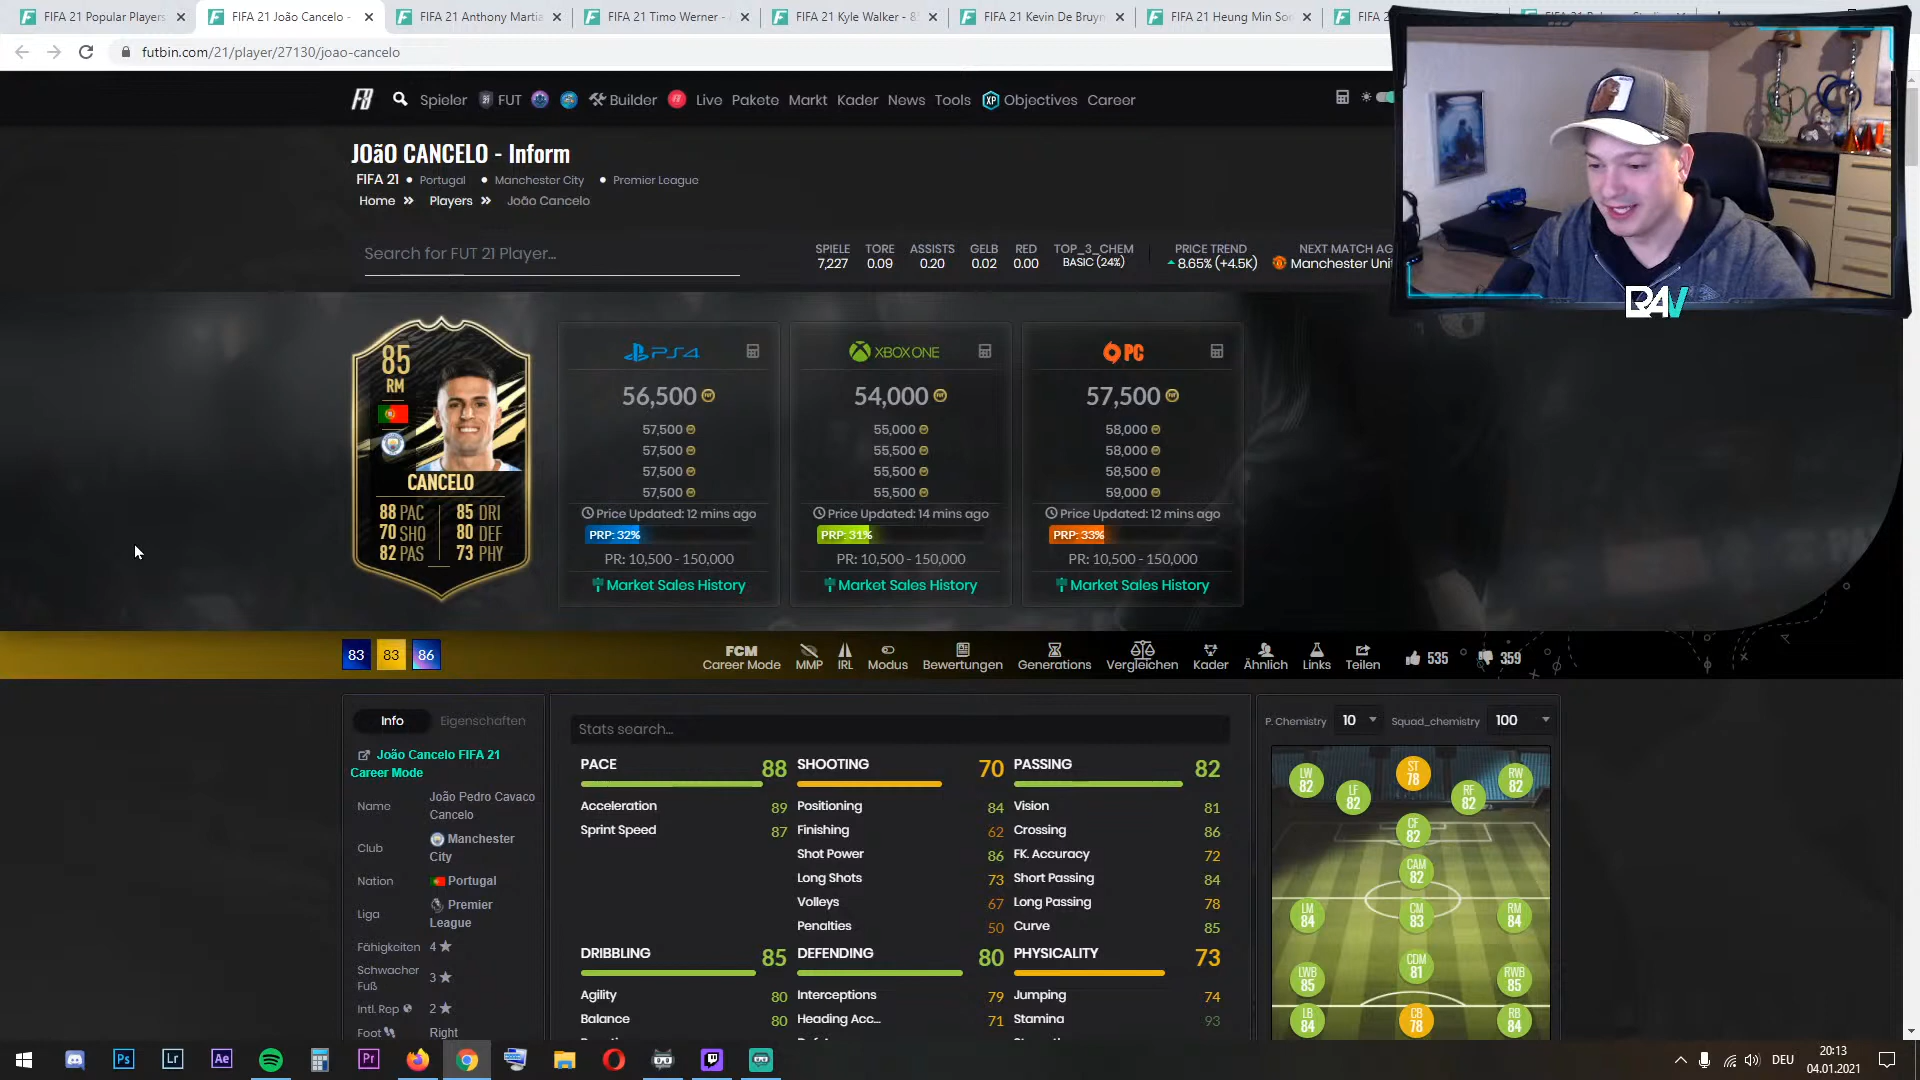 FIFA 21 Popular Players
FIFA 21 João Cancelo -
FIFA 21 Anthony Martia
FIFA 21 Timo Werner -
FIFA 21 Kyle Walker - 8
FIFA 21 Kevin De Bruyn
FIFA 21 Heung Min Son
FIFA 2
futbin.com/21/player/27130/joao-cancelo
Spieler
FUT
Builder
Live
Pakete
Markt
Kader
News
Tools
XP Objectives
Career
JOãO CANCELO - Inform
FIFA 21 • Portugal • Manchester City • Premier League
Home » Players » João Cancelo
Search for FUT 21 Player...
SPIELE TORE ASSISTS GELB RED TOP_3_CHEM PRICE TREND NEXT MATCH AG
7,227 0.09 0.20 0.02 0.00 BASIC (24%) 8.65% (+4.5K) Manchester Unit
RAV
85
RM
CANCELO
88 PAC 85 DRI
70 SHO 80 DEF
82 PAS 73 PHY
PS4
56,500
57,500
57,500
57,500
57,500
Price Updated: 12 mins ago
PRP: 32%
PR: 10,500 - 150,000
Market Sales History
XBOX ONE
54,000
55,000
55,500
55,500
55,500
Price Updated: 14 mins ago
PRP: 31%
PR: 10,500 - 150,000
Market Sales History
PC
57,500
58,000
58,000
58,500
59,000
Price Updated: 12 mins ago
PRP: 33%
PR: 10,500 - 150,000
Market Sales History
83 83 86
FCM
Career Mode
MMP
IRL
Modus
Bewertungen
Generations
Vergleichen
Kader
Ähnlich
Links
Teilen
535
359
Info Eigenschaften
João Cancelo FIFA 21
Career Mode
Name João Pedro Cavaco
Cancelo
Club Manchester
City
Nation Portugal
Liga Premier
League
Fähigkeiten 4
Schwacher
Fuß 3
Intl. Rep 2
Foot Right
Stats search...
PACE 88
Acceleration 89
Sprint Speed 87
SHOOTING 70
Positioning 84
Finishing 62
Shot Power 86
Long Shots 73
Volleys 67
Penalties 50
PASSING 82
Vision 81
Crossing 86
FK. Accuracy 72
Short Passing 84
Long Passing 78
Curve 85
DRIBBLING 85
Agility 80
Balance 80
DEFENDING 80
Interceptions 79
Heading Acc... 71
PHYSICALITY 73
Jumping 74
Stamina 93
P. Chemistry 10
Squad_chemistry 100
ST
78
LW
82
RW
82
LF
82
RF
82
CF
82
CAM
82
LM
84
CM
83
RM
84
CDM
81
LWB
85
RWB
85
LB
84
CB
78
RB
84
Ps
Lr
Ae
Pr
DEU
20:13
04.01.2021